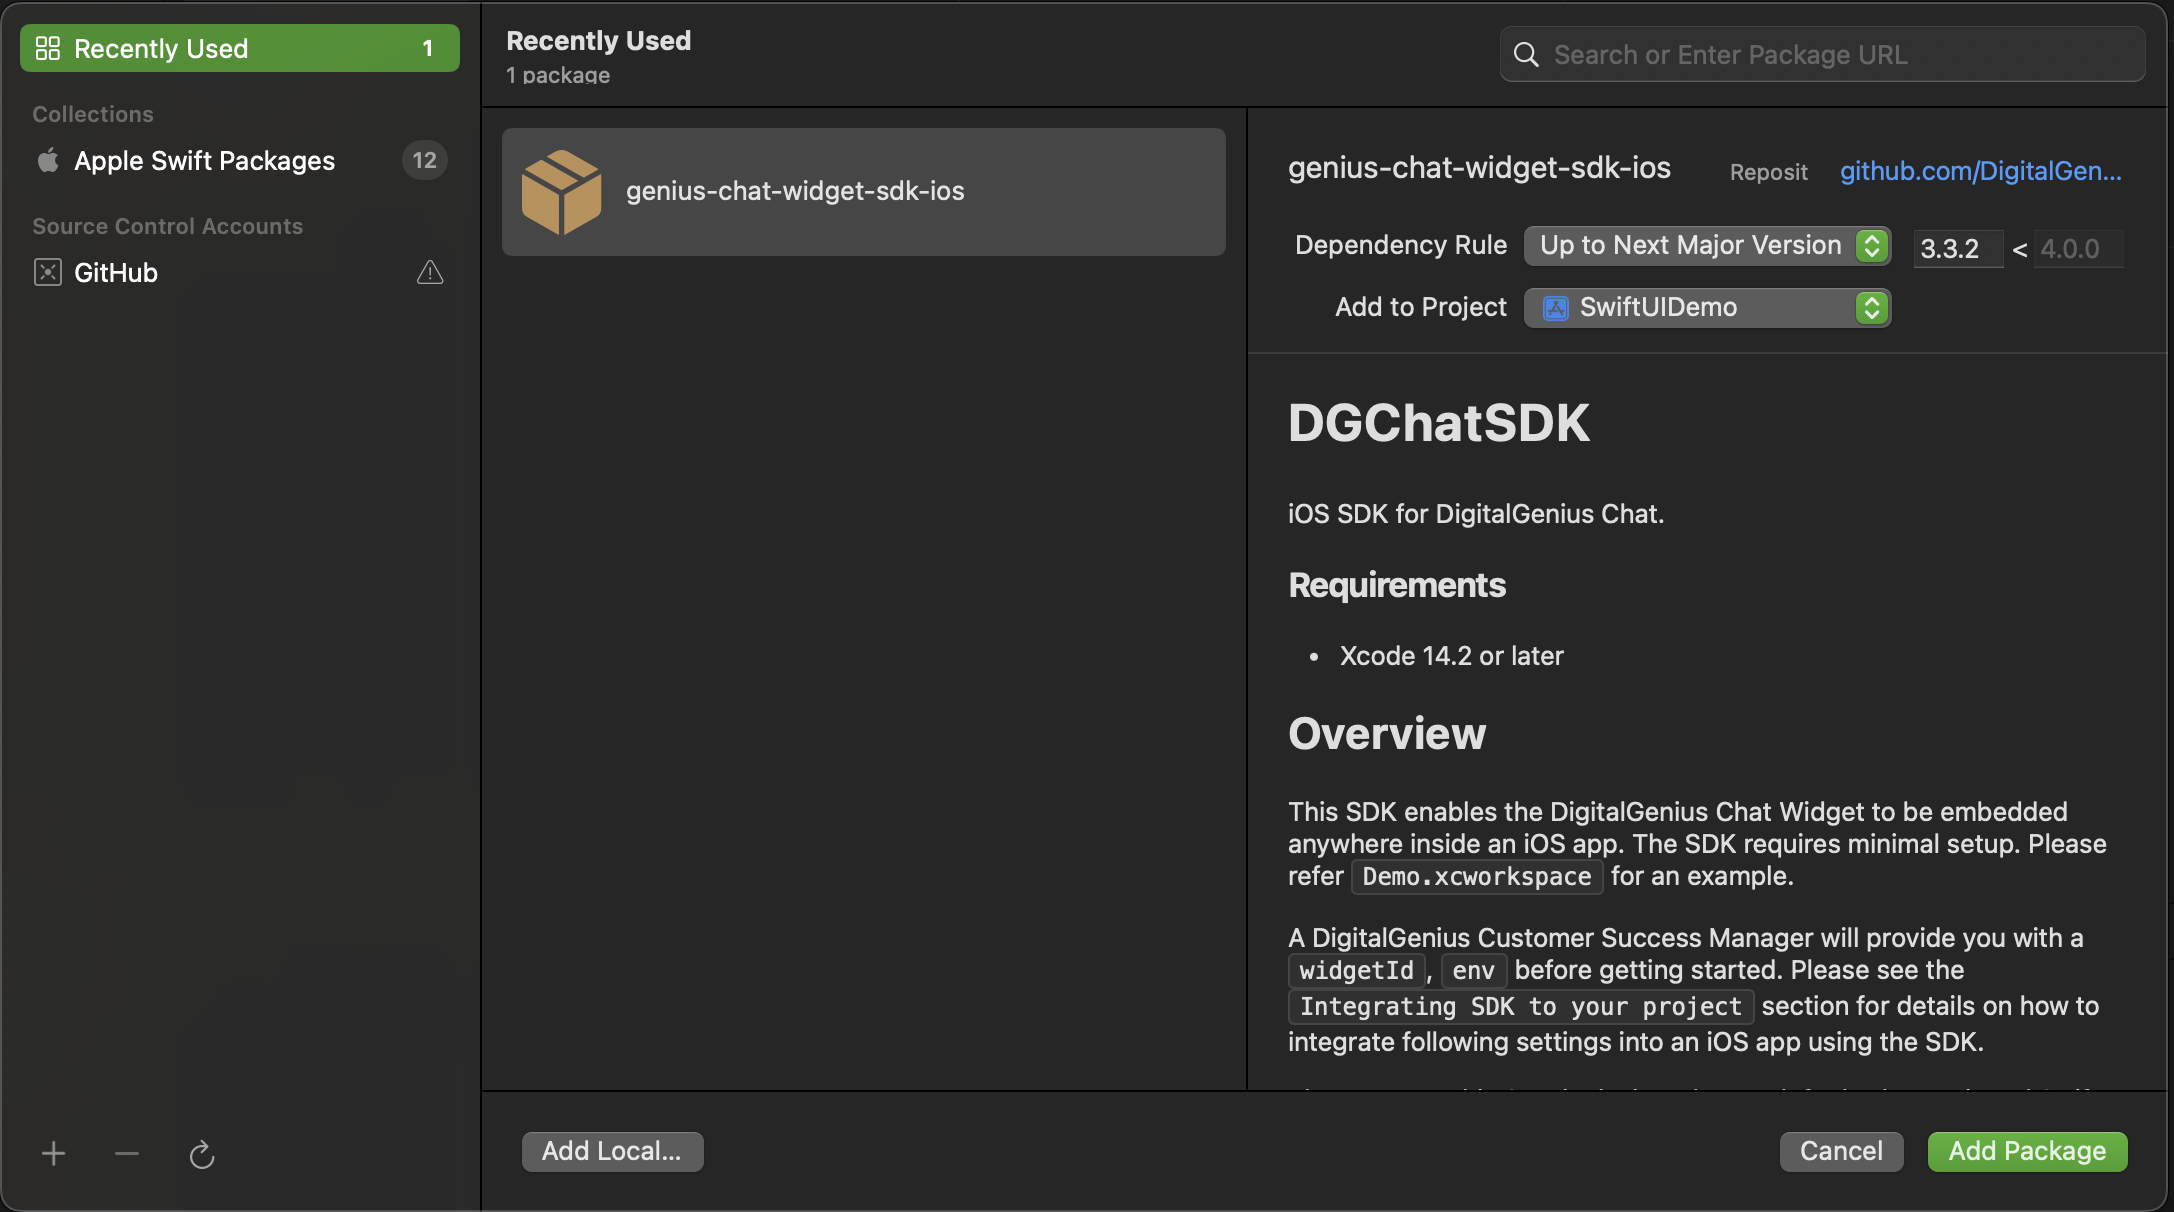 Recently Used 1
Collections
Apple Swift Packages 12
Source Control Accounts
GitHub
Recently Used
1 package
Search or Enter Package URL
genius-chat-widget-sdk-ios
genius-chat-widget-sdk-ios Reposit github.com/DigitalGen...
Dependency Rule Up to Next Major Version 3.3.2 < 4.0.0
Add to Project SwiftUIDemo
DGChatSDK
iOS SDK for DigitalGenius Chat.
Requirements
• Xcode 14.2 or later
Overview
This SDK enables the DigitalGenius Chat Widget to be embedded
anywhere inside an iOS app. The SDK requires minimal setup. Please
refer Demo.xcworkspace for an example.
A DigitalGenius Customer Success Manager will provide you with a
widgetId, env before getting started. Please see the
Integrating SDK to your project section for details on how to
integrate following settings into an iOS app using the SDK.
Add Local...
Cancel
Add Package